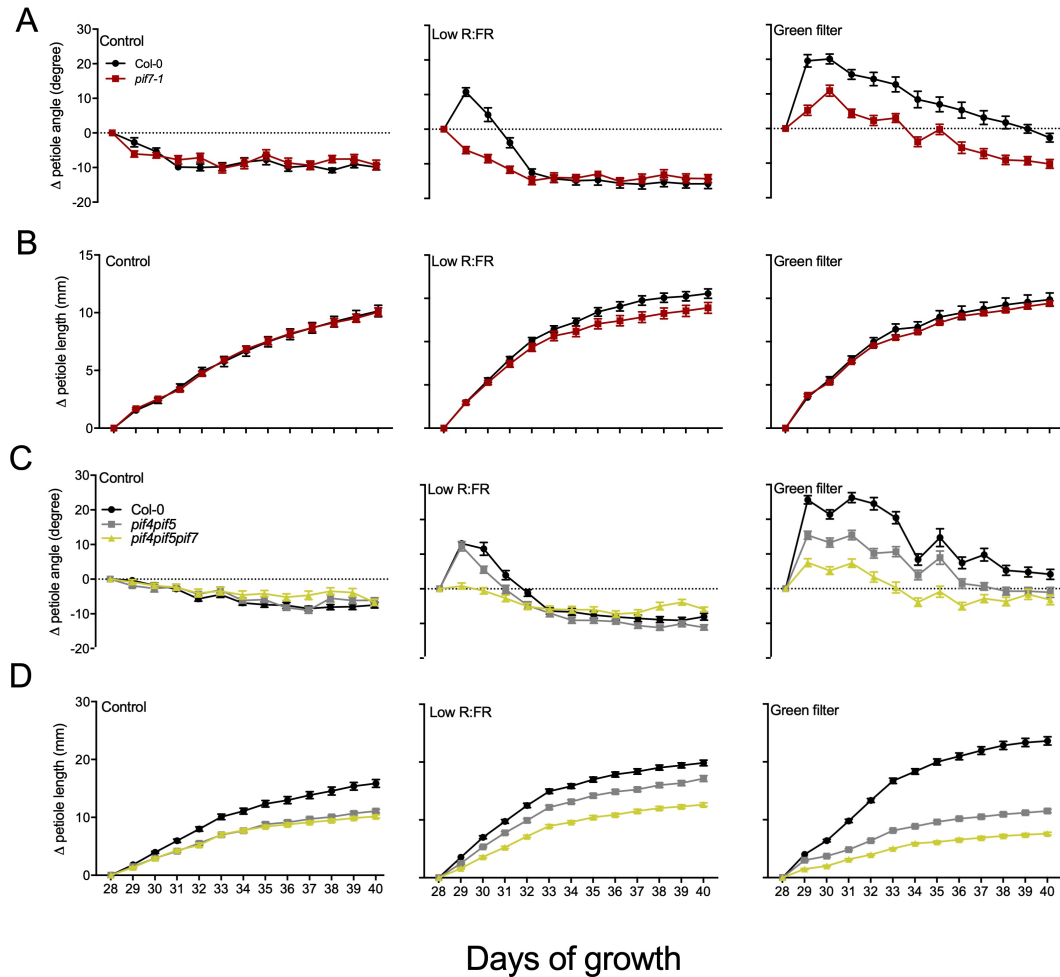 A
Δ petiole angle (degree)
30
20
10
0
-10
-20
Control
Col-0
pif7-1
Low R:FR
Green filter
B
Δ petiole length (mm)
15
10
5
0
Control
Low R:FR
Green filter
C
Δ petiole angle (degree)
30
20
10
0
-10
-20
Control
Col-0
pif4pif5
pif4pif5pif7
Low R:FR
Green filter
D
Δ petiole length (mm)
30
20
10
0
Control
Low R:FR
Green filter
28 29 30 31 32 33 34 35 36 37 38 39 40
28 29 30 31 32 33 34 35 36 37 38 39 40
28 29 30 31 32 33 34 35 36 37 38 39 40
Days of growth